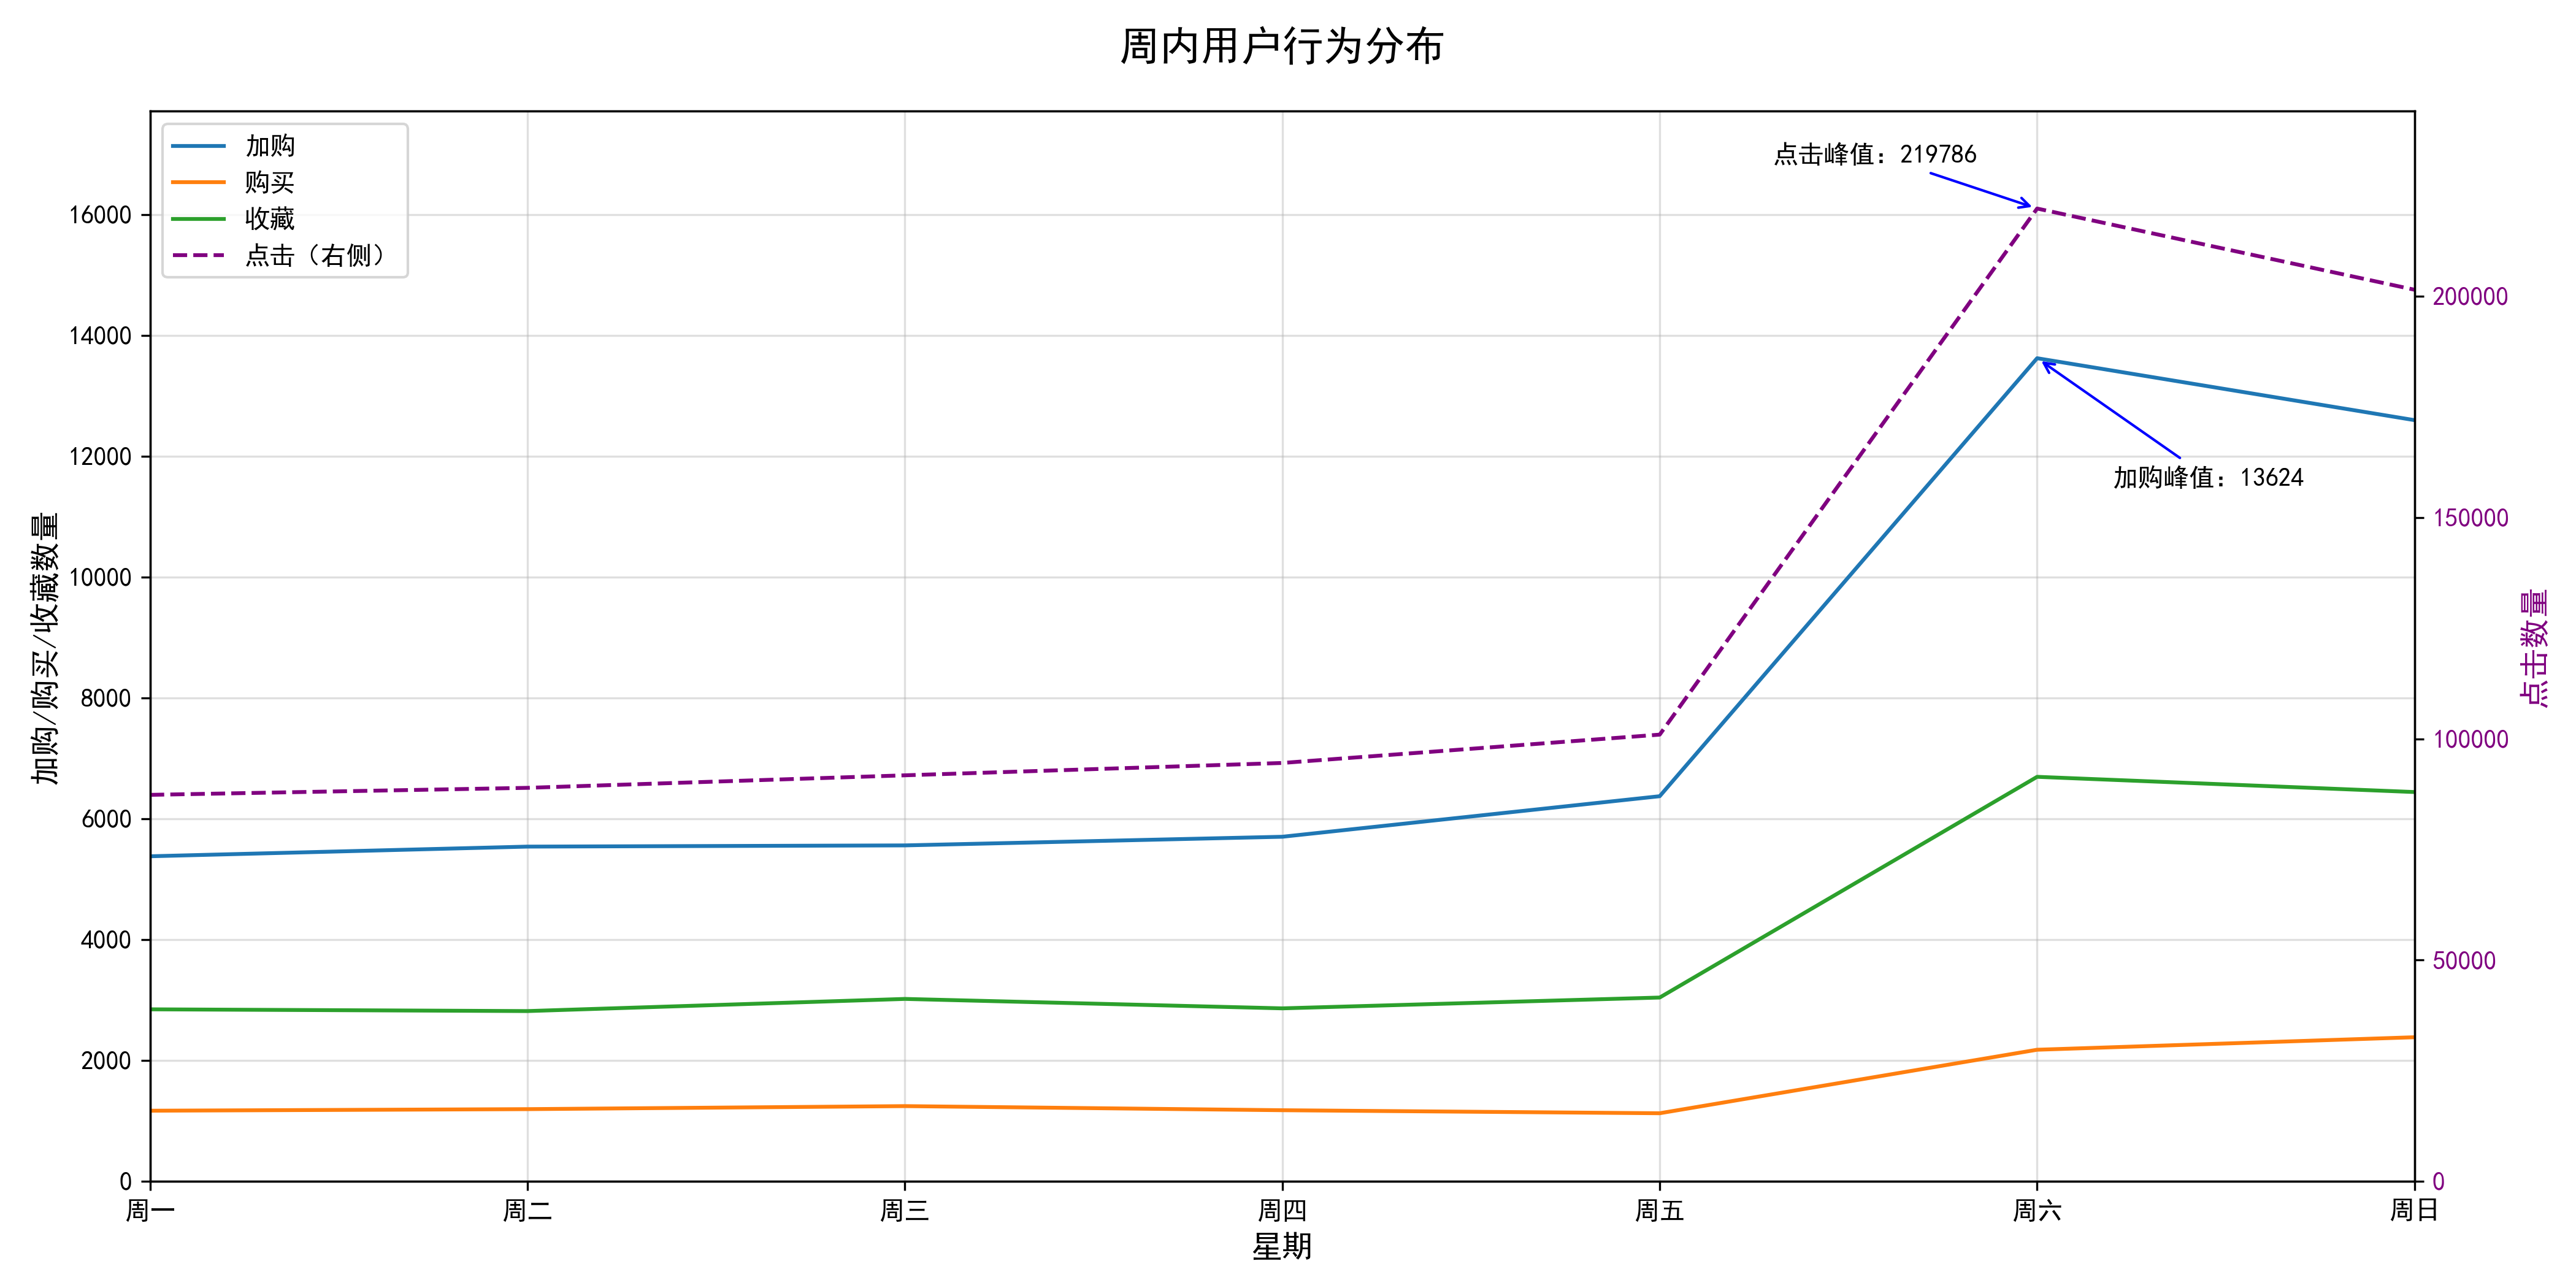 周内用户行为分布
加购
购买
收藏
点击（右侧）
点击峰值：219786
加购峰值：13624
加购/购买/收藏数量
16000
14000
12000
10000
8000
6000
4000
2000
0
点击数量
200000
150000
100000
50000
0
周一 周二 周三 周四 周五 周六 周日
星期